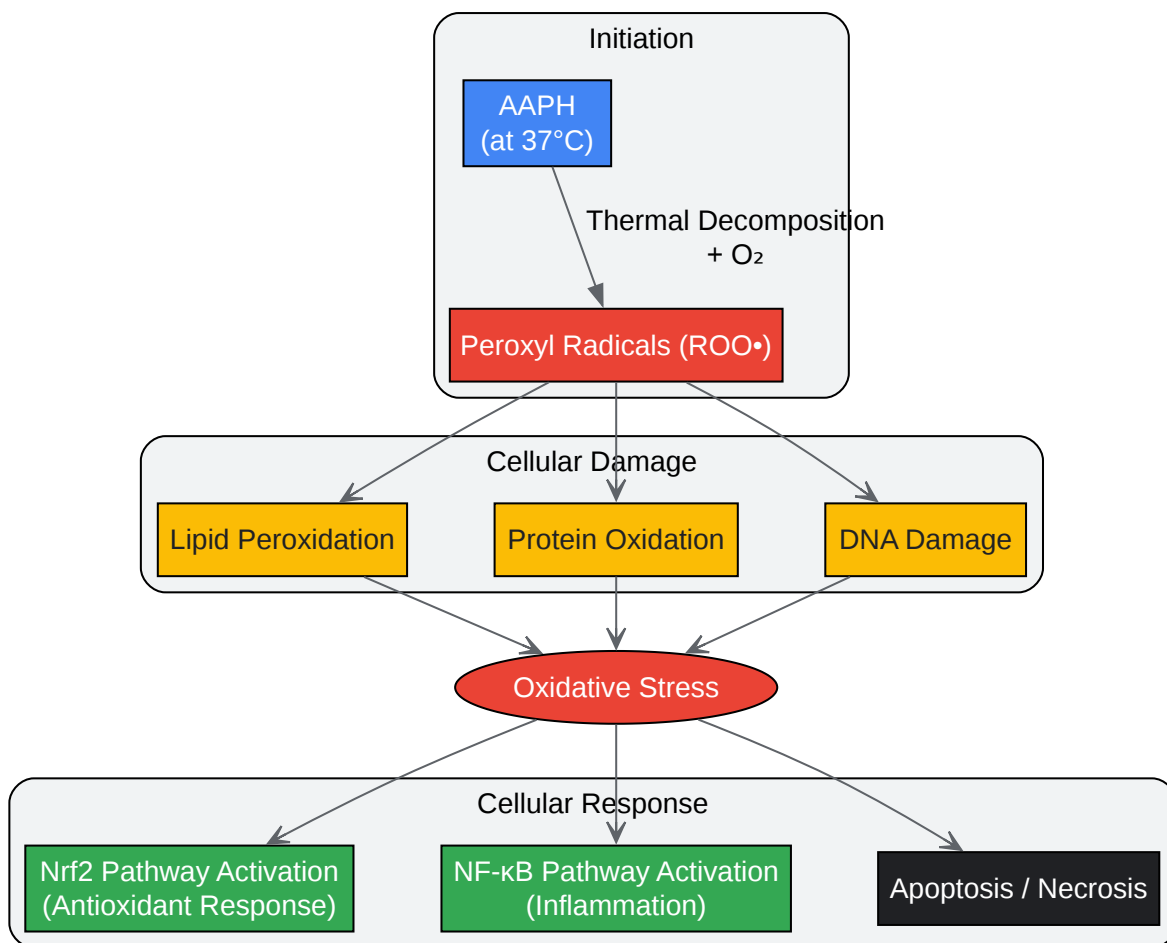 Initiation
AAPH
(at 37°C)
Thermal Decomposition
+ O₂
Peroxyl Radicals (ROO•)
Cellular Damage
Lipid Peroxidation
Protein Oxidation
DNA Damage
Oxidative Stress
Cellular Response
Nrf2 Pathway Activation
(Antioxidant Response)
NF-κB Pathway Activation
(Inflammation)
Apoptosis / Necrosis